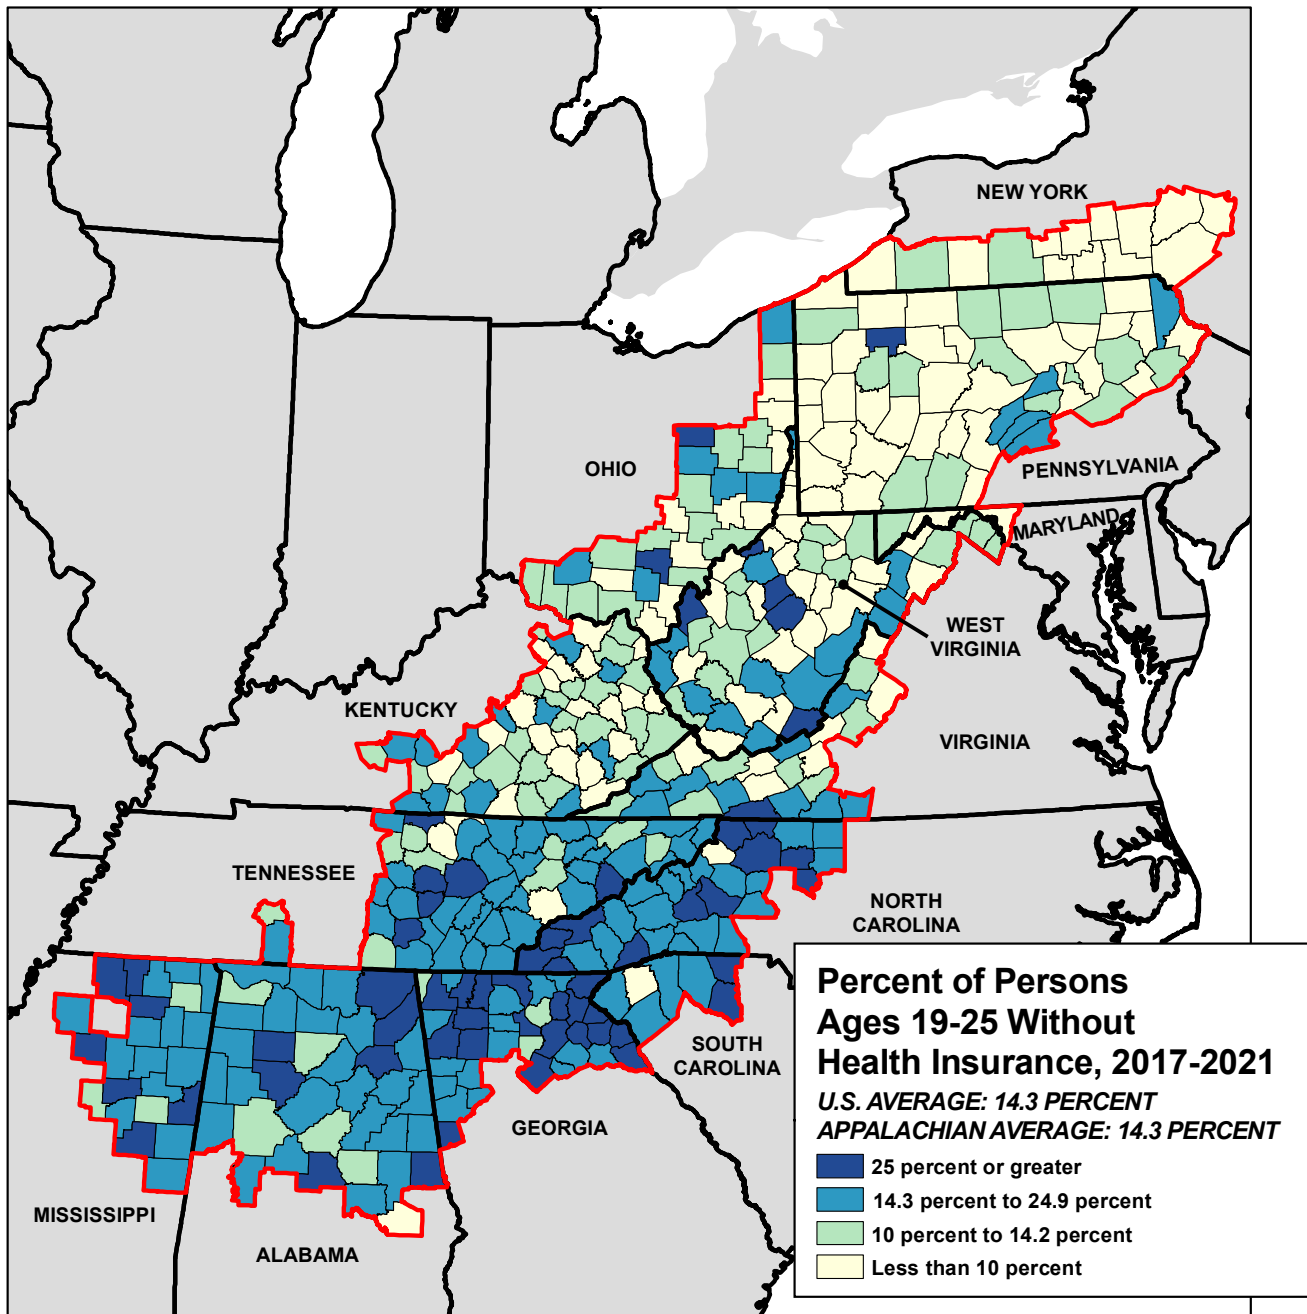 NEW YORK
OHIO
PENNSYLVANIA
MARYLAND
WEST
VIRGINIA
KENTUCKY
VIRGINIA
TENNESSEE
NORTH
CAROLINA
SOUTH
CAROLINA
GEORGIA
MISSISSIPPI
ALABAMA
Percent of Persons
Ages 19-25 Without
Health Insurance, 2017-2021
U.S. AVERAGE: 14.3 PERCENT
APPALACHIAN AVERAGE: 14.3 PERCENT
25 percent or greater
14.3 percent to 24.9 percent
10 percent to 14.2 percent
Less than 10 percent